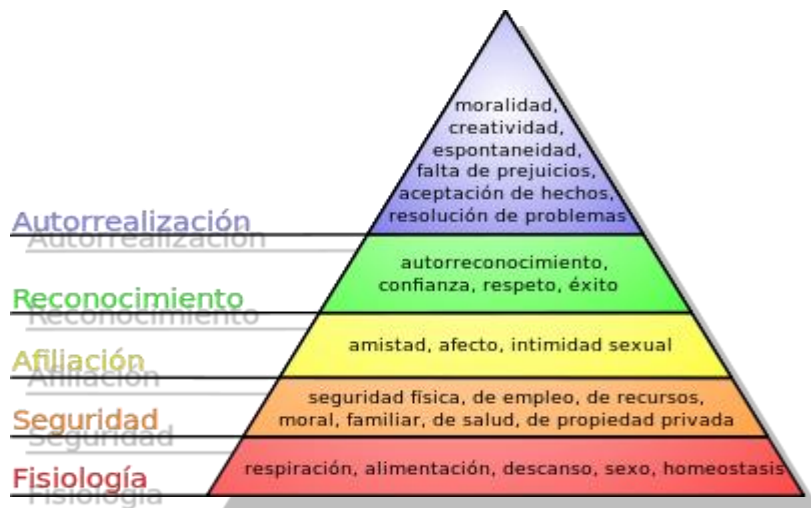 moralidad,
creatividad,
espontaneidad,
falta de prejuicios,
aceptación de hechos,
resolución de problemas
Autorrealización
autorreconocimiento,
confianza, respeto, éxito
Reconocimiento
amistad, afecto, intimidad sexual
Afiliación
seguridad física, de empleo, de recursos,
moral, familiar, de salud, de propiedad privada
Seguridad
respiración, alimentación, descanso, sexo, homeostasis
Fisiología